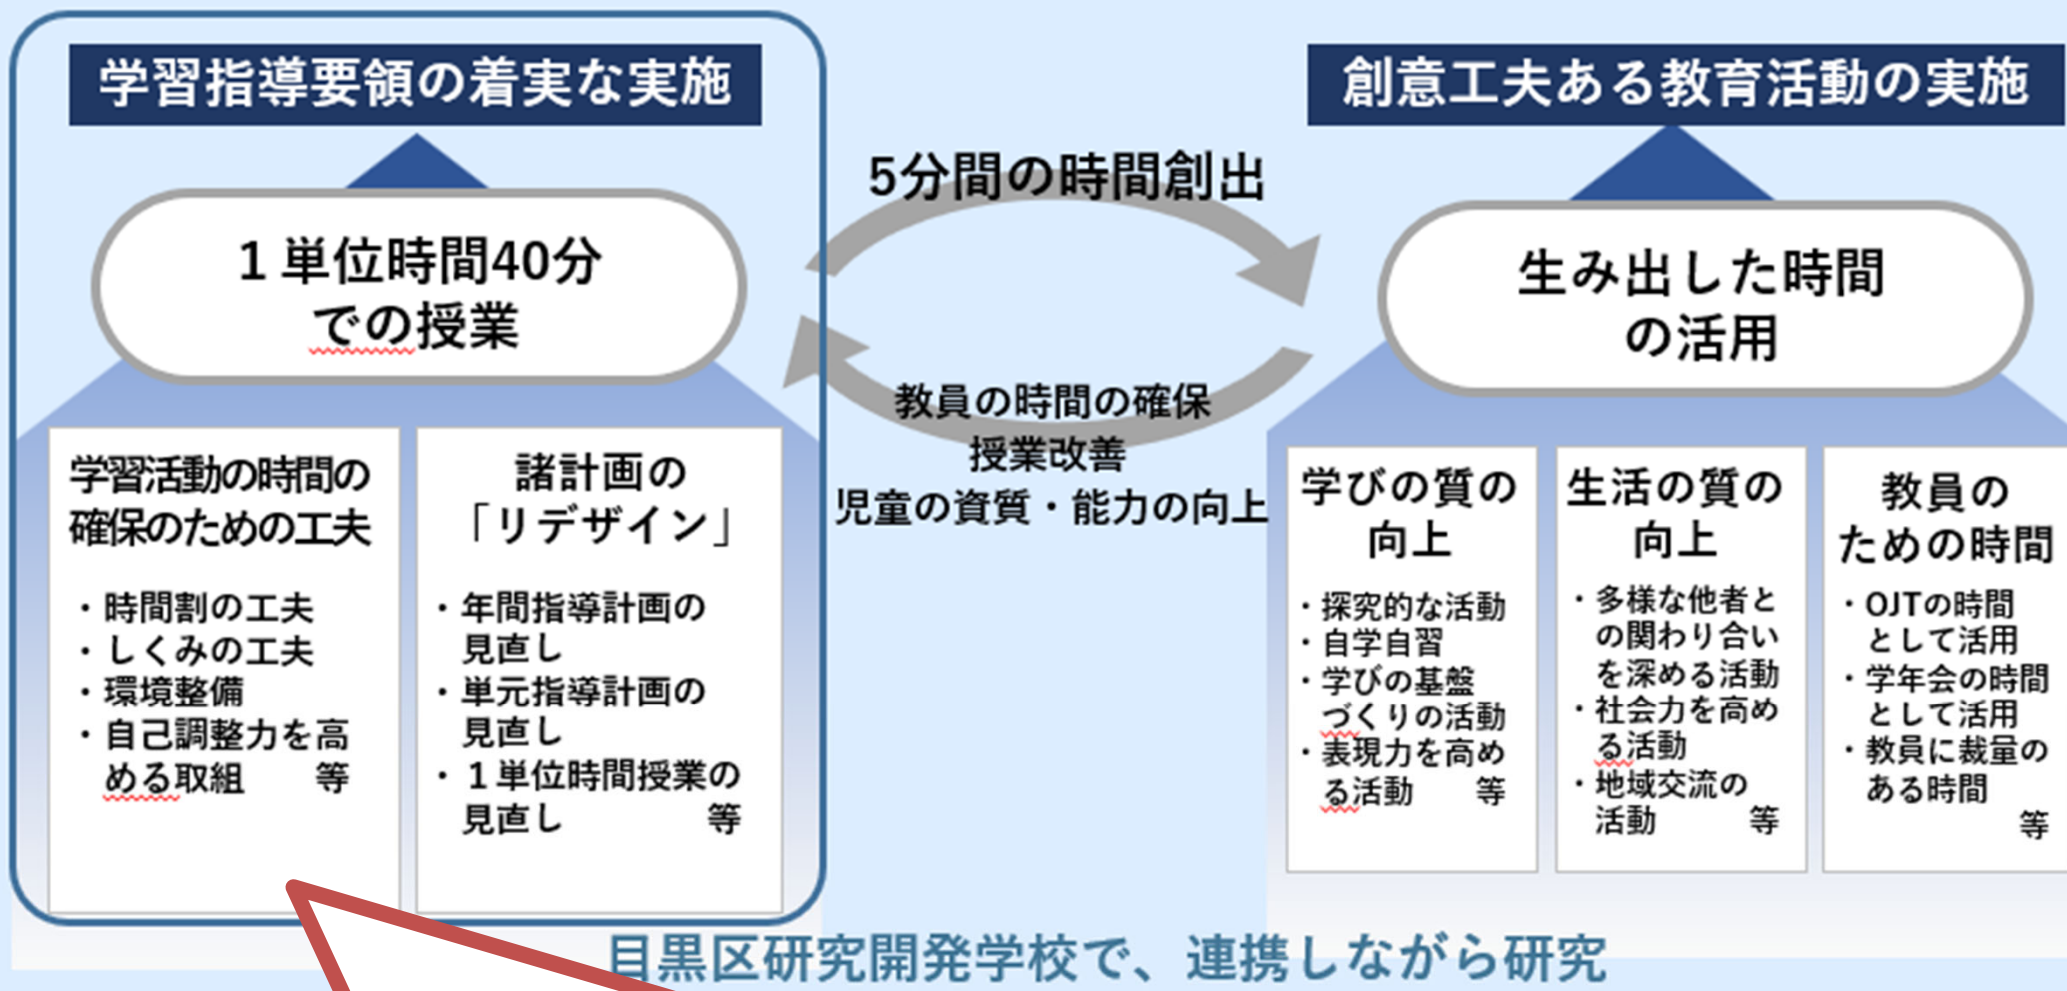 学習指導要領の着実な実施
１単位時間40分
での授業
学習活動の時間の
確保のための工夫
・時間割の工夫
・しくみの工夫
・環境整備
・自己調整力を高
める取組　等
諸計画の
「リデザイン」
・年間指導計画の
見直し
・単元指導計画の
見直し
・１単位時間授業の
見直し　等
5分間の時間創出
教員の時間の確保
授業改善
児童の資質・能力の向上
創意工夫ある教育活動の実施
生み出した時間
の活用
学びの質の
向上
・探究的な活動
・自学自習
・学びの基盤
づくりの活動
・表現力を高め
る活動　等
生活の質の
向上
・多様な他者と
の関わり合い
を深める活動
・社会力を高め
る活動
・地域交流の
活動　等
教員の
ための時間
・OJTの時間
として活用
・学年会の時間
として活用
・教員に裁量の
ある時間
等
目黒区研究開発学校で、連携しながら研究